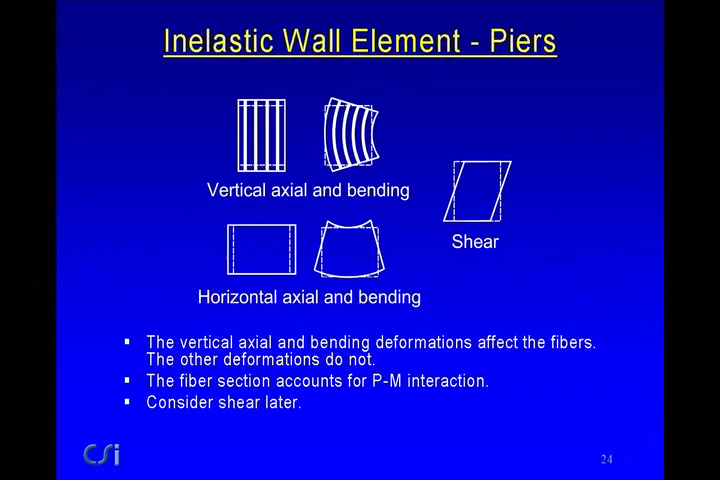 Inelastic Wall Element - Piers
Vertical axial and bending
Shear
Horizontal axial and bending
▪ The vertical axial and bending deformations affect the fibers.
The other deformations do not.
▪ The fiber section accounts for P-M interaction.
▪ Consider shear later.
CSi
24